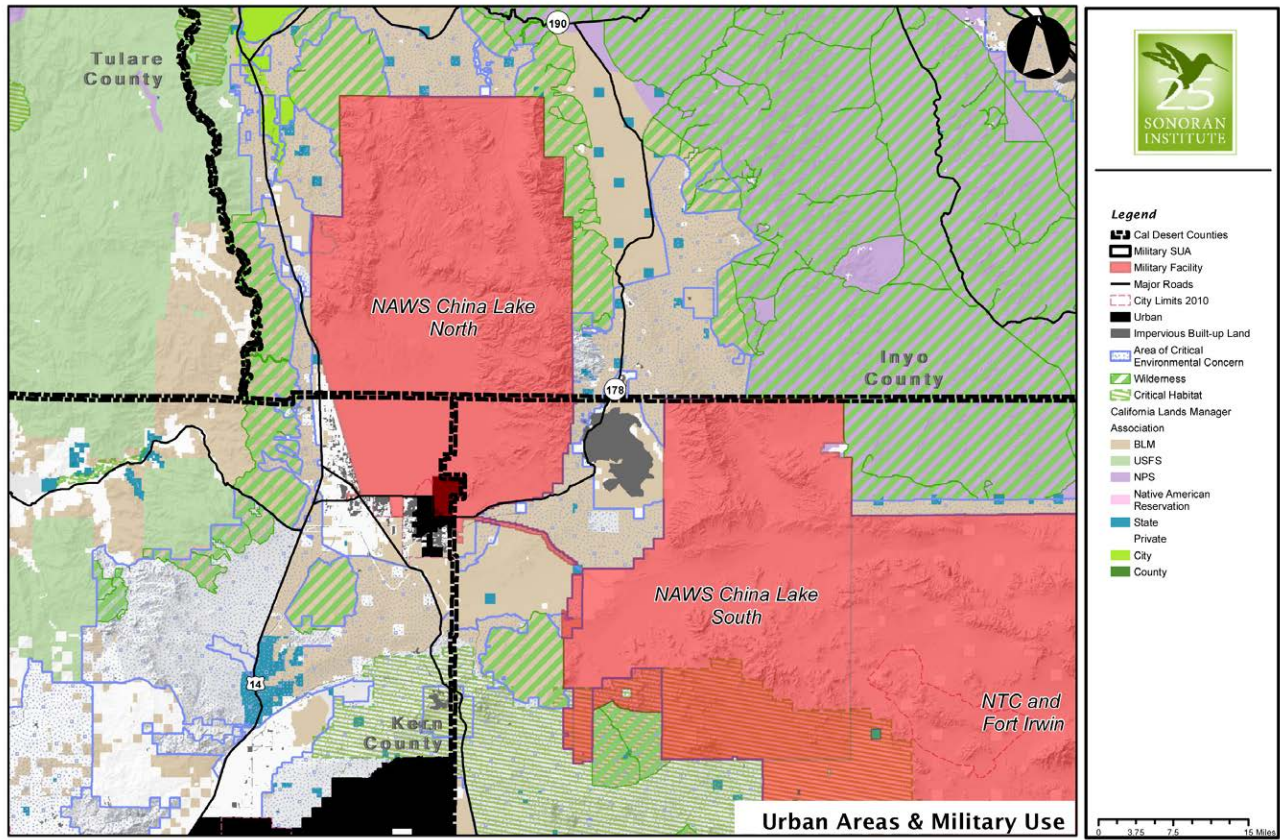 190
Tulare
County
NAWS China Lake
North
Inyo
County
178
NAWS China Lake
South
14
Kern
County
NTC and
Fort Irwin
Urban Areas & Military Use
25
SONORAN
INSTITUTE
Legend
Cal Desert Counties
Military SUA
Military Facility
Major Roads
City Limits 2010
Urban
Impervious Built-up Land
Area of Critical
Environmental Concern
Wilderness
Critical Habitat
California Lands Manager
Association
BLM
USFS
NPS
Native American
Reservation
State
Private
City
County
0 3.75 7.5 15 Miles